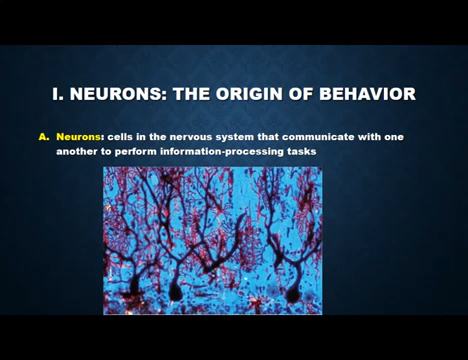 I. NEURONS: THE ORIGIN OF BEHAVIOR
A. Neurons: cells in the nervous system that communicate with one
another to perform information-processing tasks